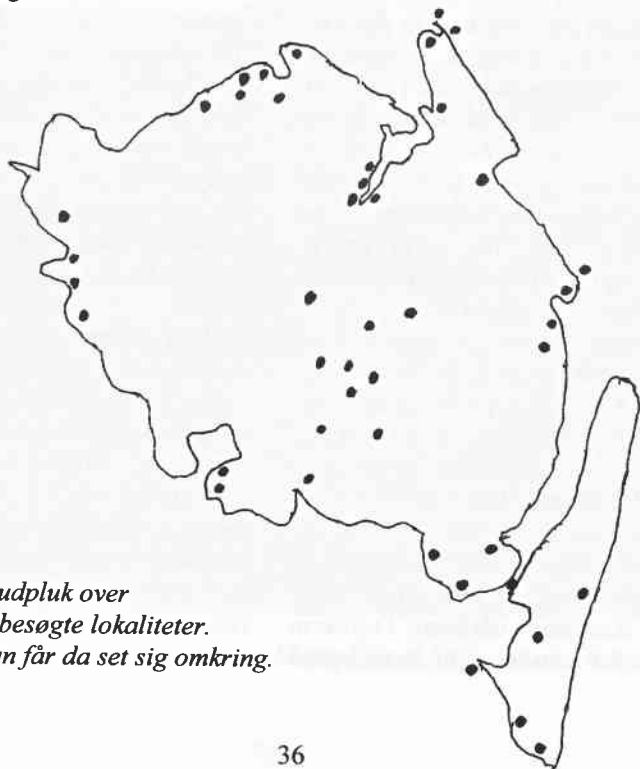 udpluk over
besøgte lokaliteter.
n får da set sig omkring.
36